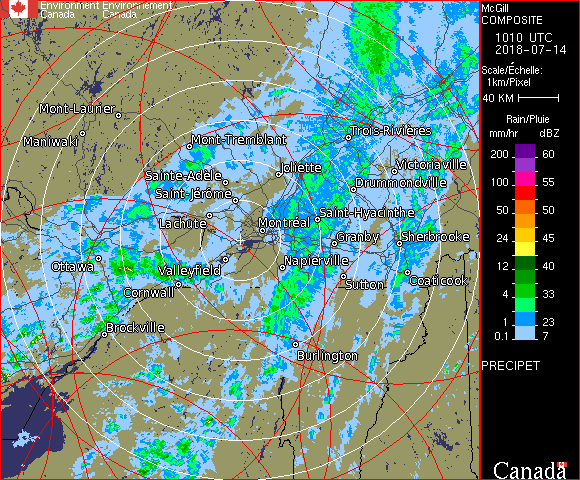 Environment Environnement
Canada Canada
Mont-Laurier
Maniwaki
Mont-Tremblant
Trois-Rivières
Sainte-Adèle
Joliette
Victoriaville
Saint-Jérôme
Drummondville
Lachute
Montréal
Saint-Hyacinthe
Granby
Sherbrooke
Ottawa
Valleyfield
Napierville
Cornwall
Sutton
Coaticook
Brockville
Burlington
McGill
COMPOSITE
1010 UTC
2018-07-14
Scale/Échelle:
1km/Pixel
40 KM
Rain/Pluie
mm/hr dBZ
200 60
100 55
50 50
24 45
12 40
4 33
1 23
0.1 7
PRECIPET
Canada